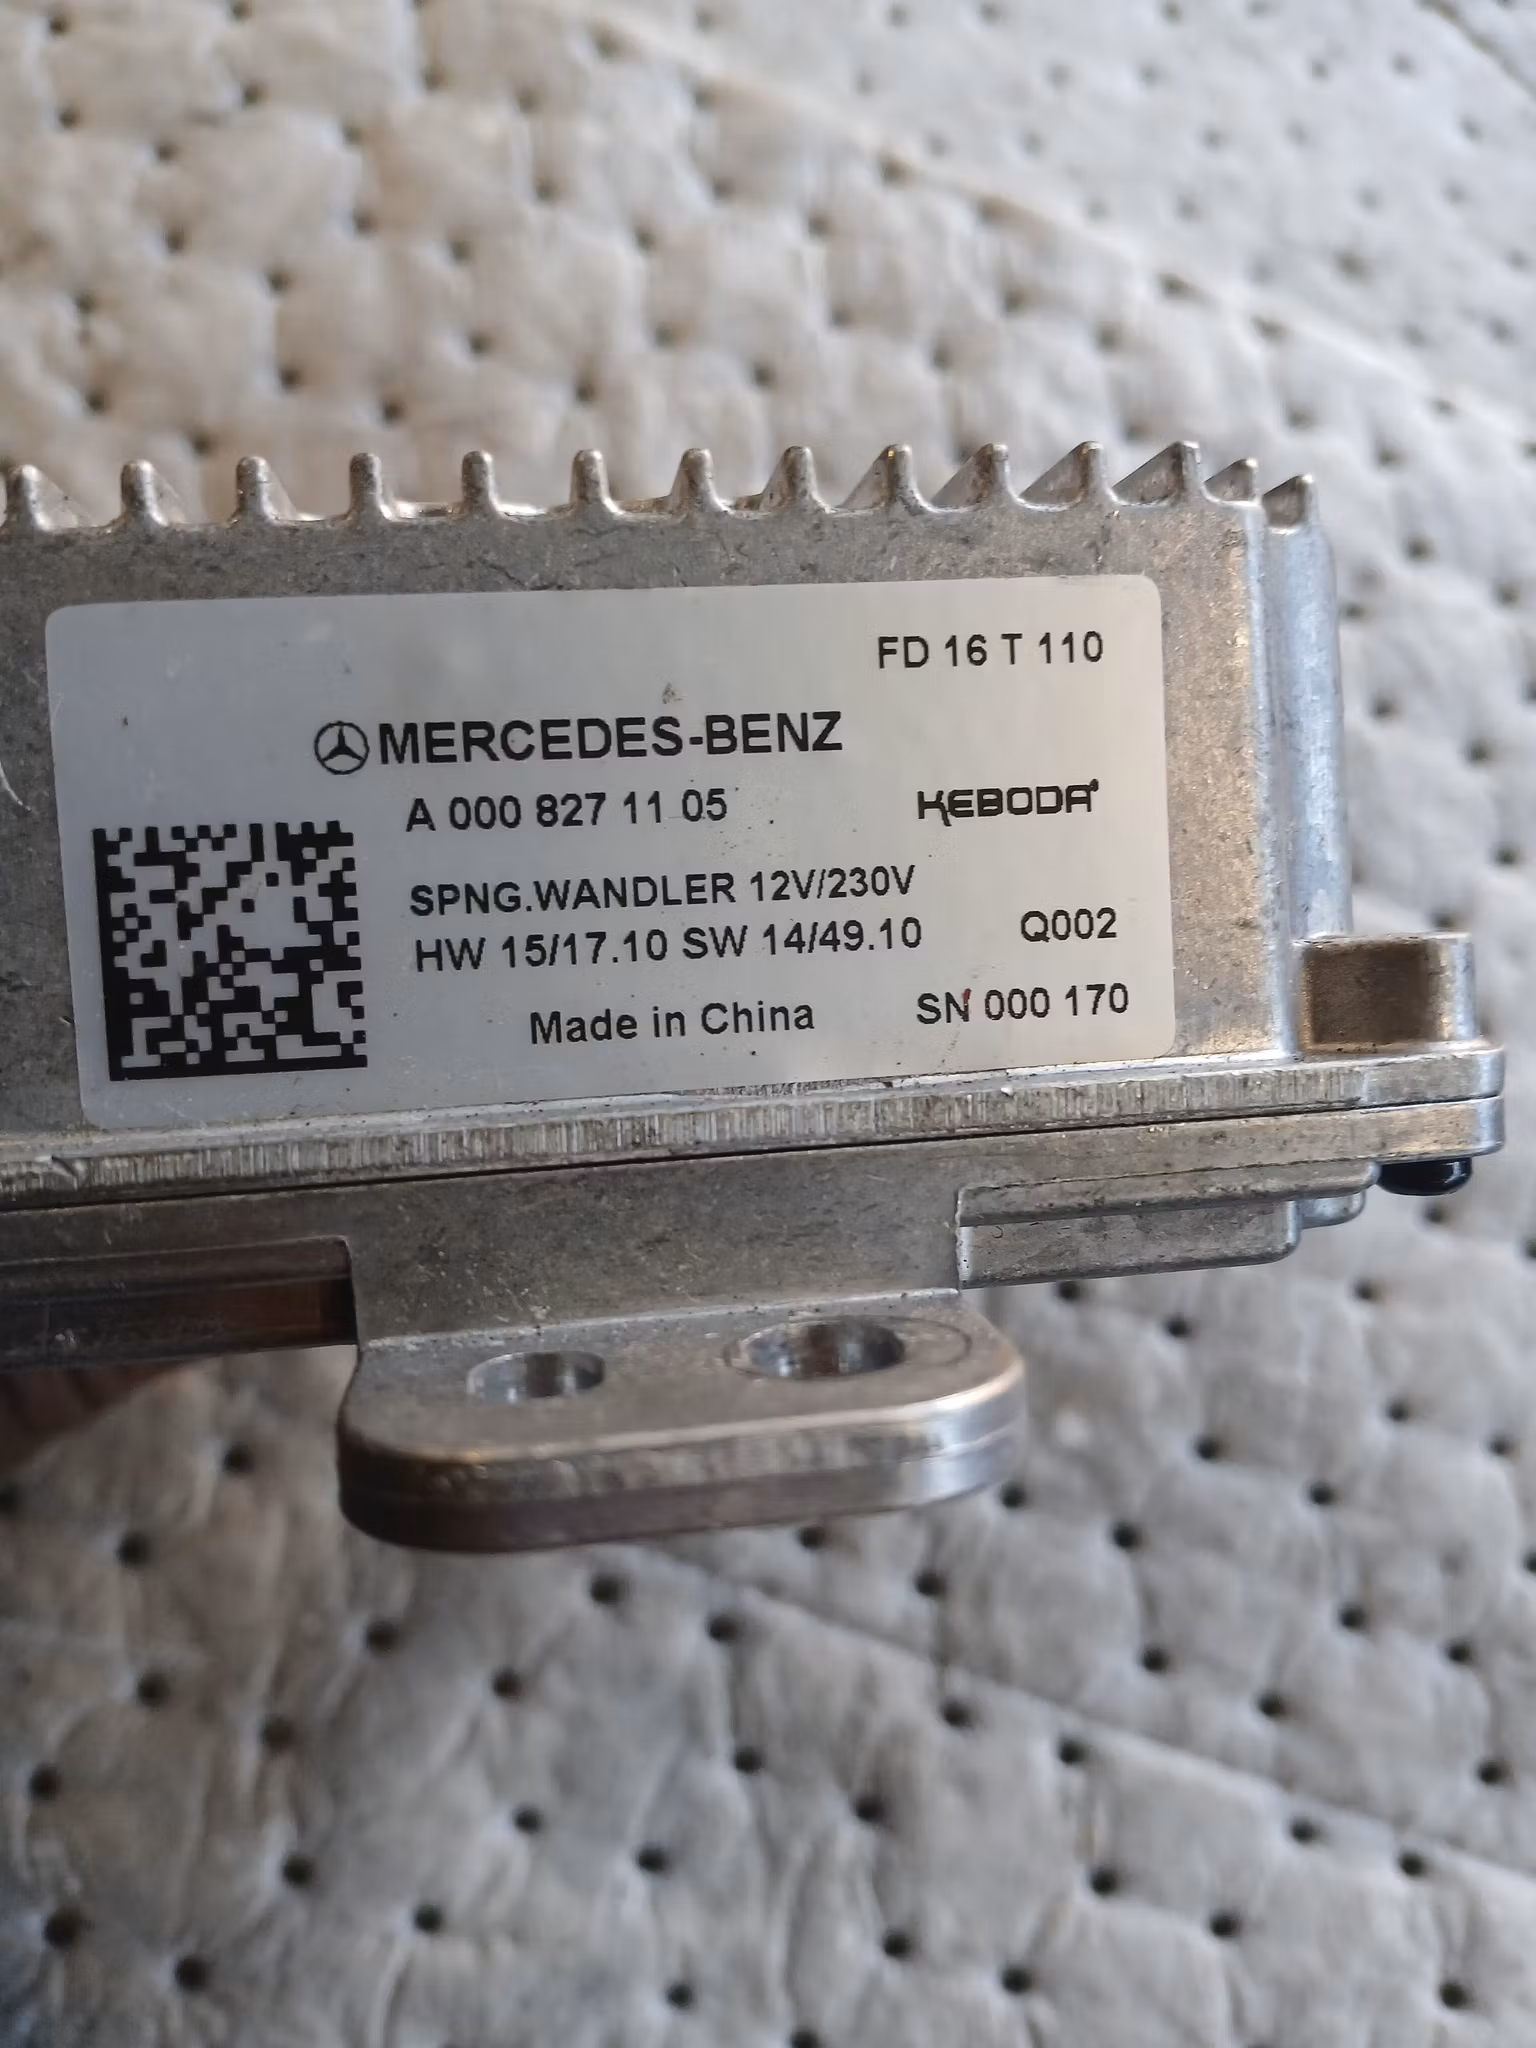 FD 16 T 110
MERCEDES-BENZ
A 000 827 11 05
KEBODA
SPNG.WANDLER 12V/230V
HW 15/17.10 SW 14/49.10
Q002
Made in China
SN 000 170